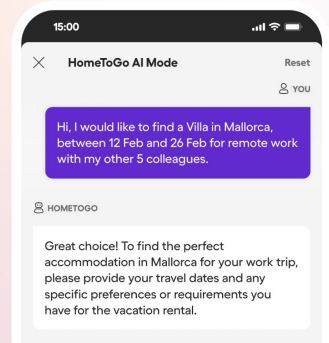 15:00
HomeToGo AI Mode
Reset
YOU
Hi, I would like to find a Villa in Mallorca,
between 12 Feb and 26 Feb for remote work
with my other 5 colleagues.
HOMETOGO
Great choice! To find the perfect
accommodation in Mallorca for your work trip,
please provide your travel dates and any
specific preferences or requirements you
have for the vacation rental.